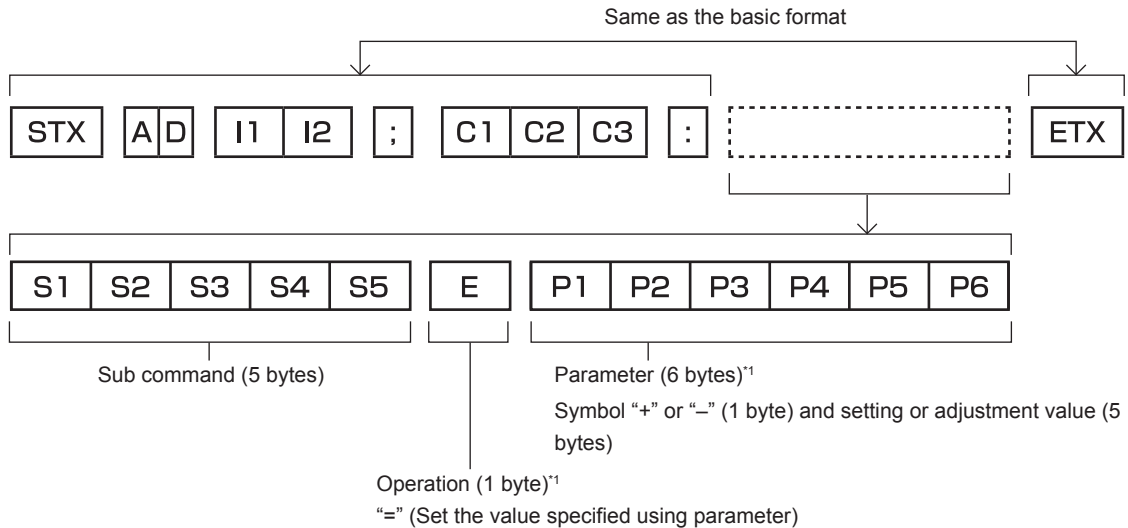 Same as the basic format
STX AD I1 I2 ; C1 C2 C3 : ETX
S1 S2 S3 S4 S5 E P1 P2 P3 P4 P5 P6
Sub command (5 bytes)
Parameter (6 bytes)*1
Symbol “+” or “–” (1 byte) and setting or adjustment value (5
bytes)
Operation (1 byte)*1
“=” (Set the value specified using parameter)